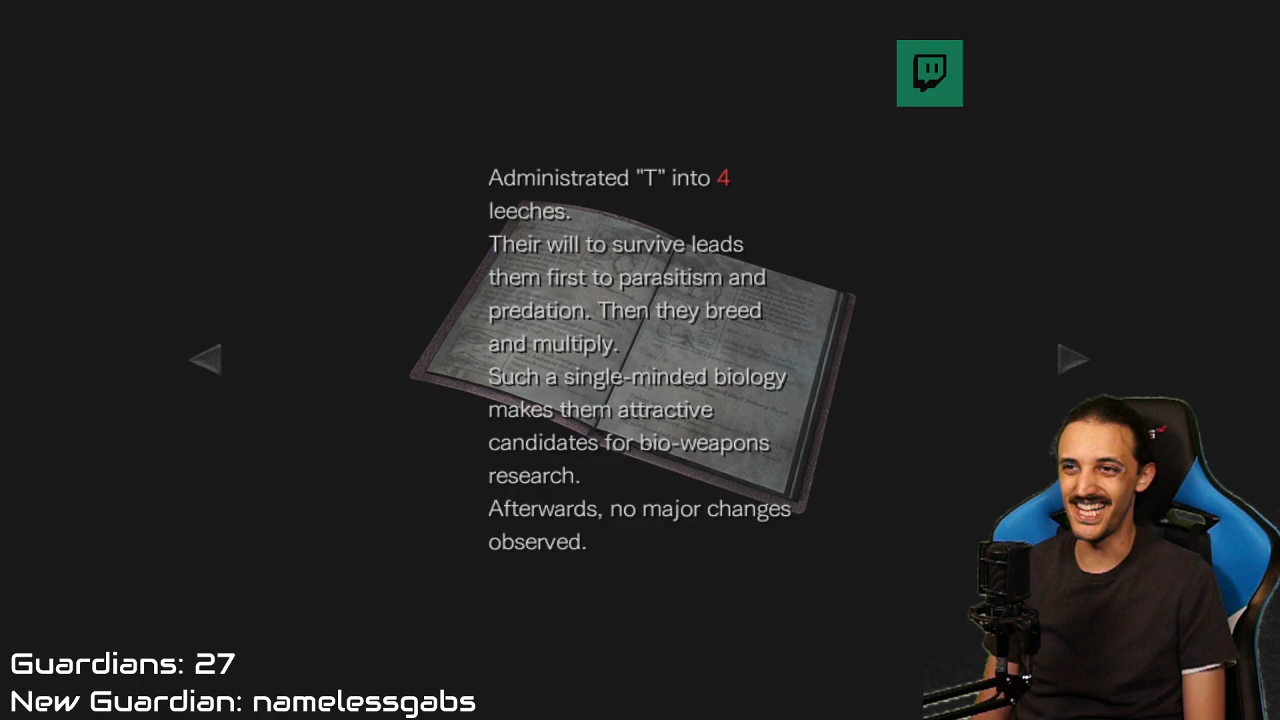 Administrated "T" into 4
leeches.
Their will to survive leads
them first to parasitism and
predation. Then they breed
and multiply.
Such a single-minded biology
makes them attractive
candidates for bio-weapons
research.
Afterwards, no major changes
observed.
Guardians: 27
New Guardian: namelessgabs